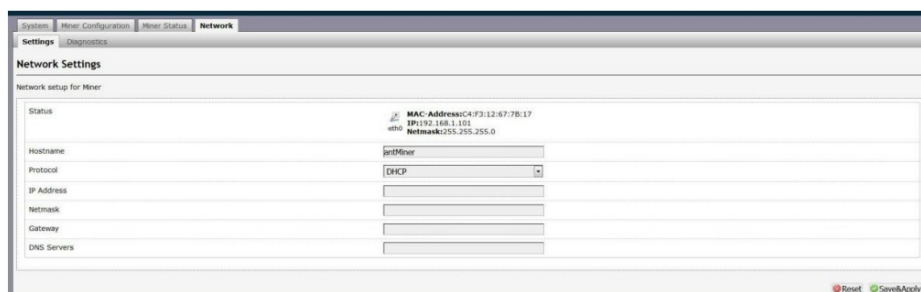 System Miner Configuration Miner Status Network
Settings Diagnostics
Network Settings
Network setup for Miner
Status
MAC-Address:C4:F3:12:67:7B:17
IP:192.168.1.101
eth0 Netmask:255.255.255.0
Hostname antMiner
Protocol DHCP
IP Address
Netmask
Gateway
DNS Servers
Reset Save&Apply